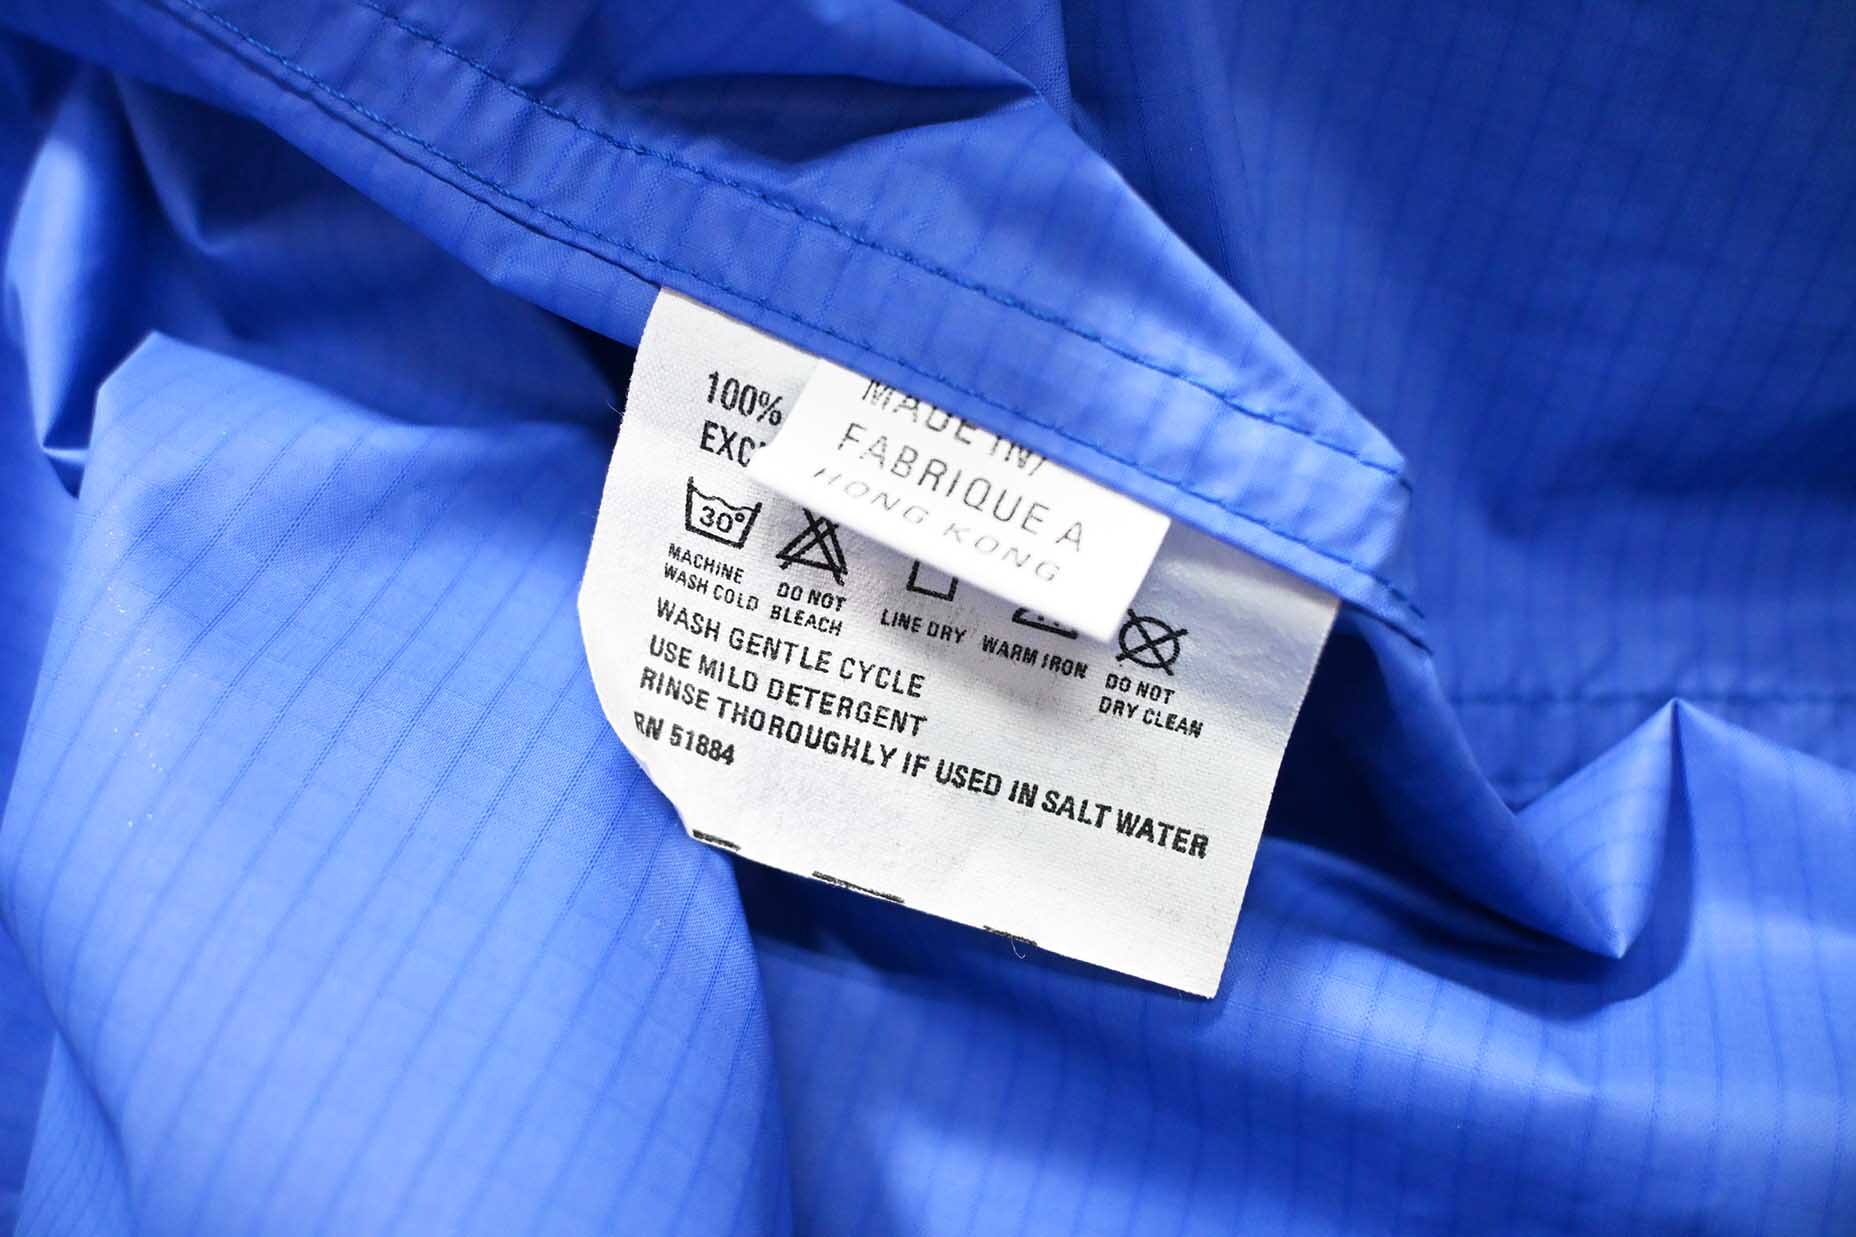 MADE IN/
FABRIQUE A
HONG KONG
100%
30°
MACHINE
WASH COLD
DO NOT
BLEACH
LINE DRY
WARM IRON
DO NOT
DRY CLEAN
WASH GENTLE CYCLE
USE MILD DETERGENT
RINSE THOROUGHLY IF USED IN SALT WATER
RN 51884